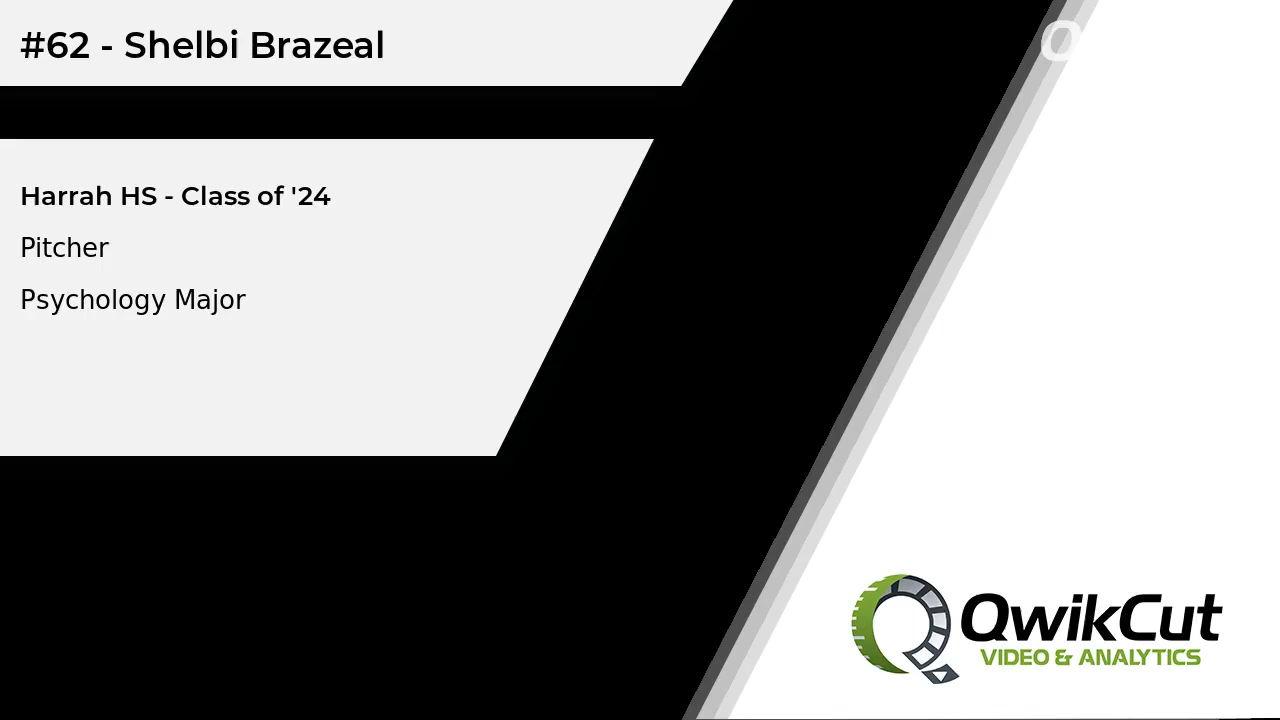 #62 - Shelbi Brazeal
Harrah HS - Class of '24
Pitcher
Psychology Major
QwikCut
VIDEO & ANALYTICS